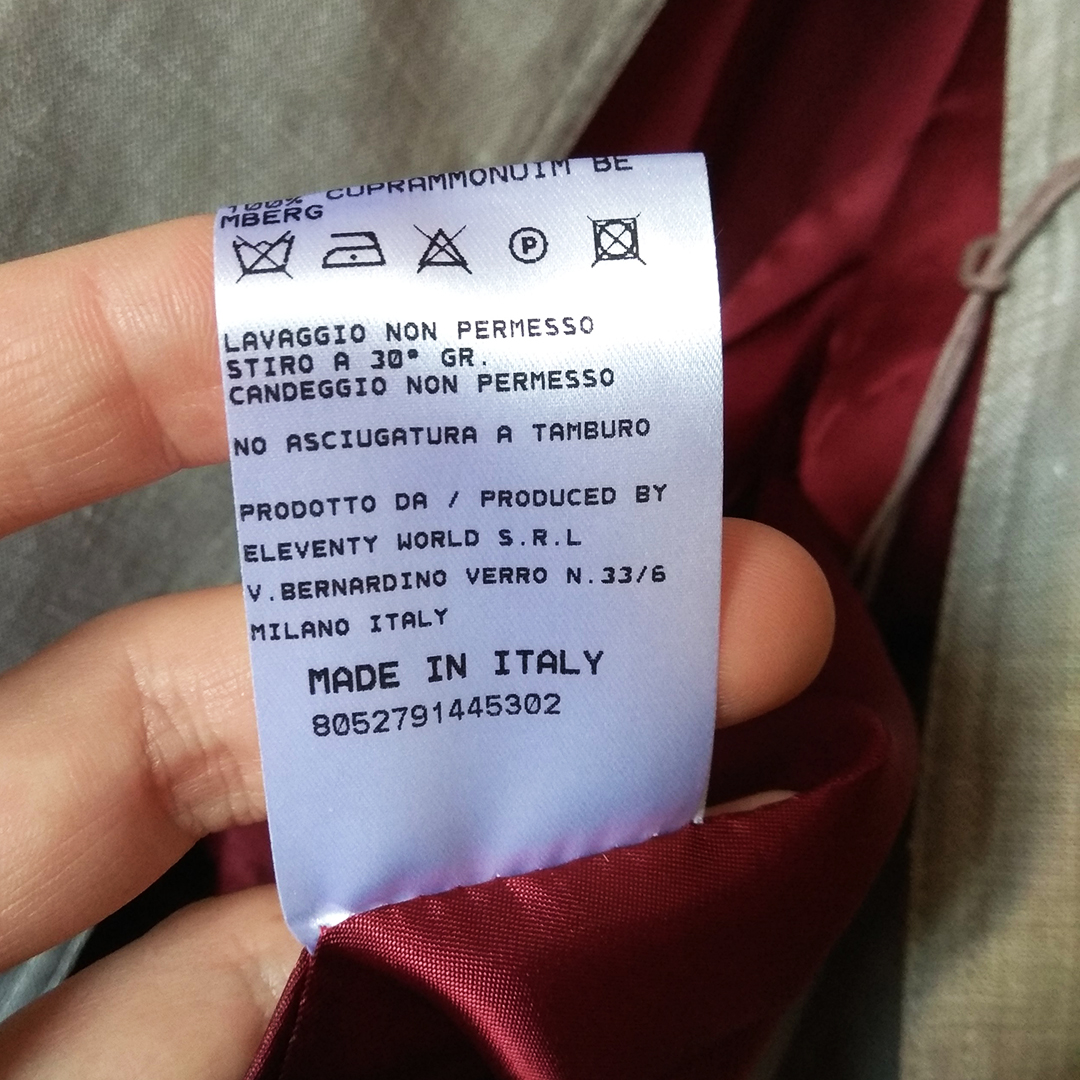 100% CUPRAMMONUIM BE
MBERG
P
LAVAGGIO NON PERMESSO
STIRO A 30° GR.
CANDEGGIO NON PERMESSO
NO ASCIUGATURA A TAMBURO
PRODOTTO DA / PRODUCED BY
ELEVENTY WORLD S.R.L
V.BERNARDINO VERRO N.33/6
MILANO ITALY
MADE IN ITALY
8052791445302